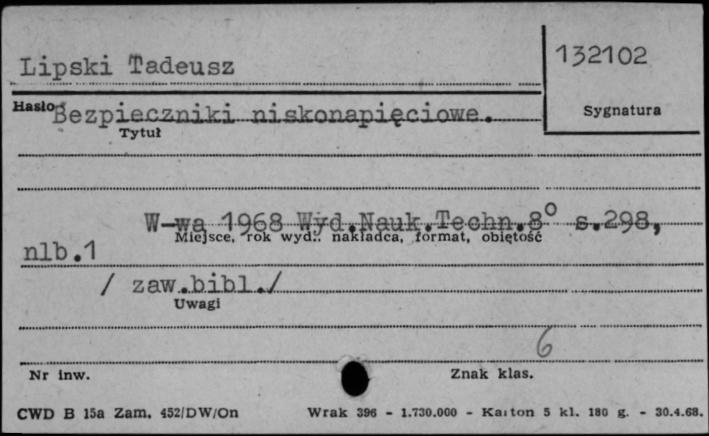 132102
Lipski Tadeusz
Hasło
Sygnatura
Bezpieczniki niskonapięciowe.
Tytuł
W-wa 1968 Wyd.Nauk.Techn.8° s.298,
Miejsce, rok wyd., nakładca, format, objętość
nlb.1
/ zaw.bibl./
Uwagi
6
Nr inw.
Znak klas.
CWD B 15a Zam. 452/DW/On
Wrak 396 - 1.730.000 - Karton 5 kl. 180 g. - 30.4.68.